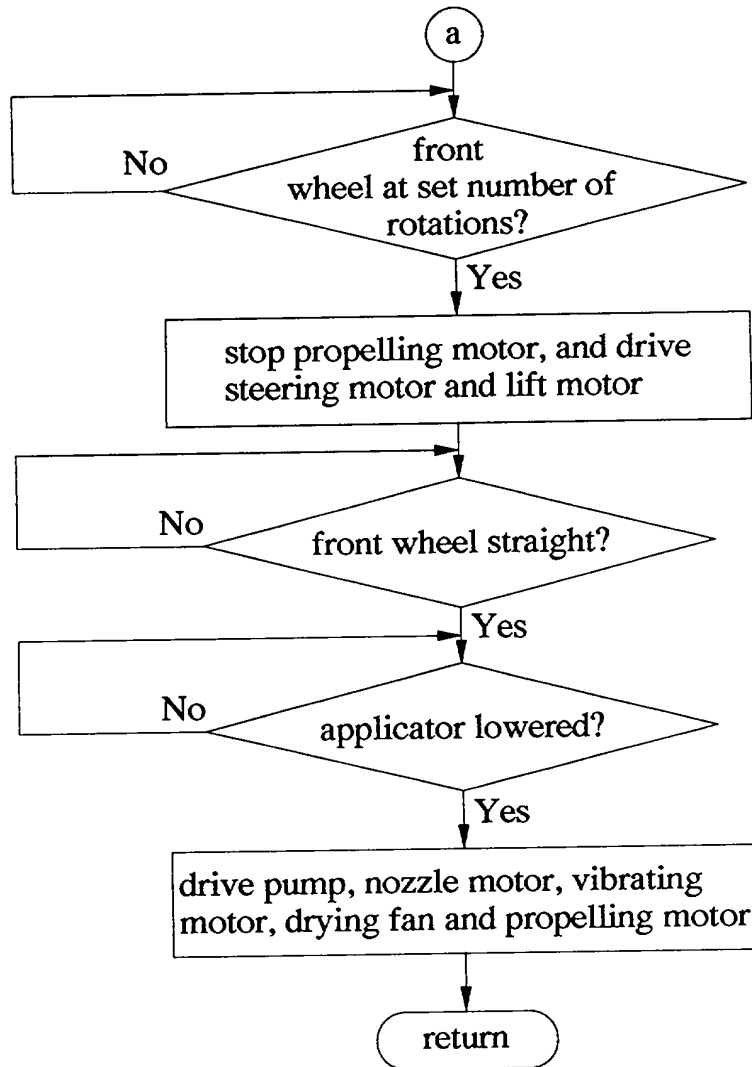 a
front
wheel at set number of
rotations?
No
Yes
stop propelling motor, and drive
steering motor and lift motor
front wheel straight?
No
Yes
applicator lowered?
No
Yes
drive pump, nozzle motor, vibrating
motor, drying fan and propelling motor
return